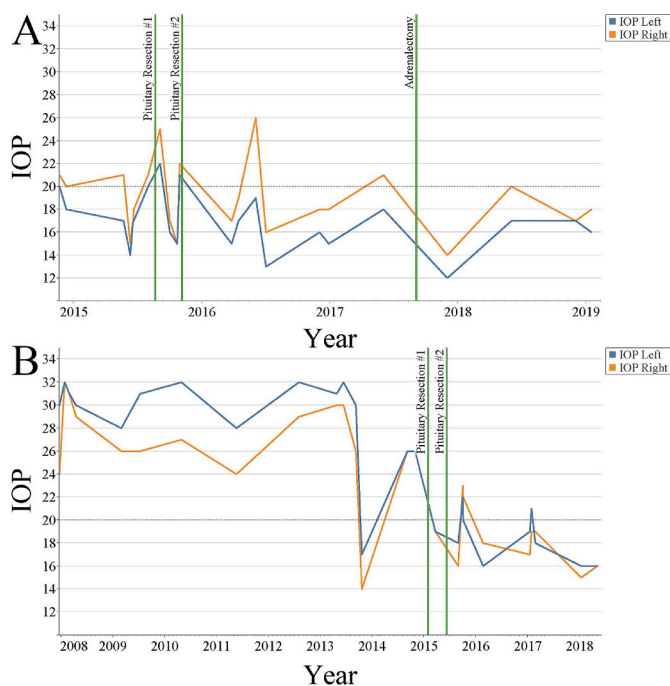 A
IOP Left
IOP Right
Pituitary Resection #1
Pituitary Resection #2
Adrenalectomy
34
32
30
28
26
24
22
20
18
16
14
12
IOP
2015
2016
2017
2018
2019
Year
B
IOP Left
IOP Right
Pituitary Resection #1
Pituitary Resection #2
34
32
30
28
26
24
22
20
18
16
14
12
IOP
2008
2009
2010
2011
2012
2013
2014
2015
2016
2017
2018
Year